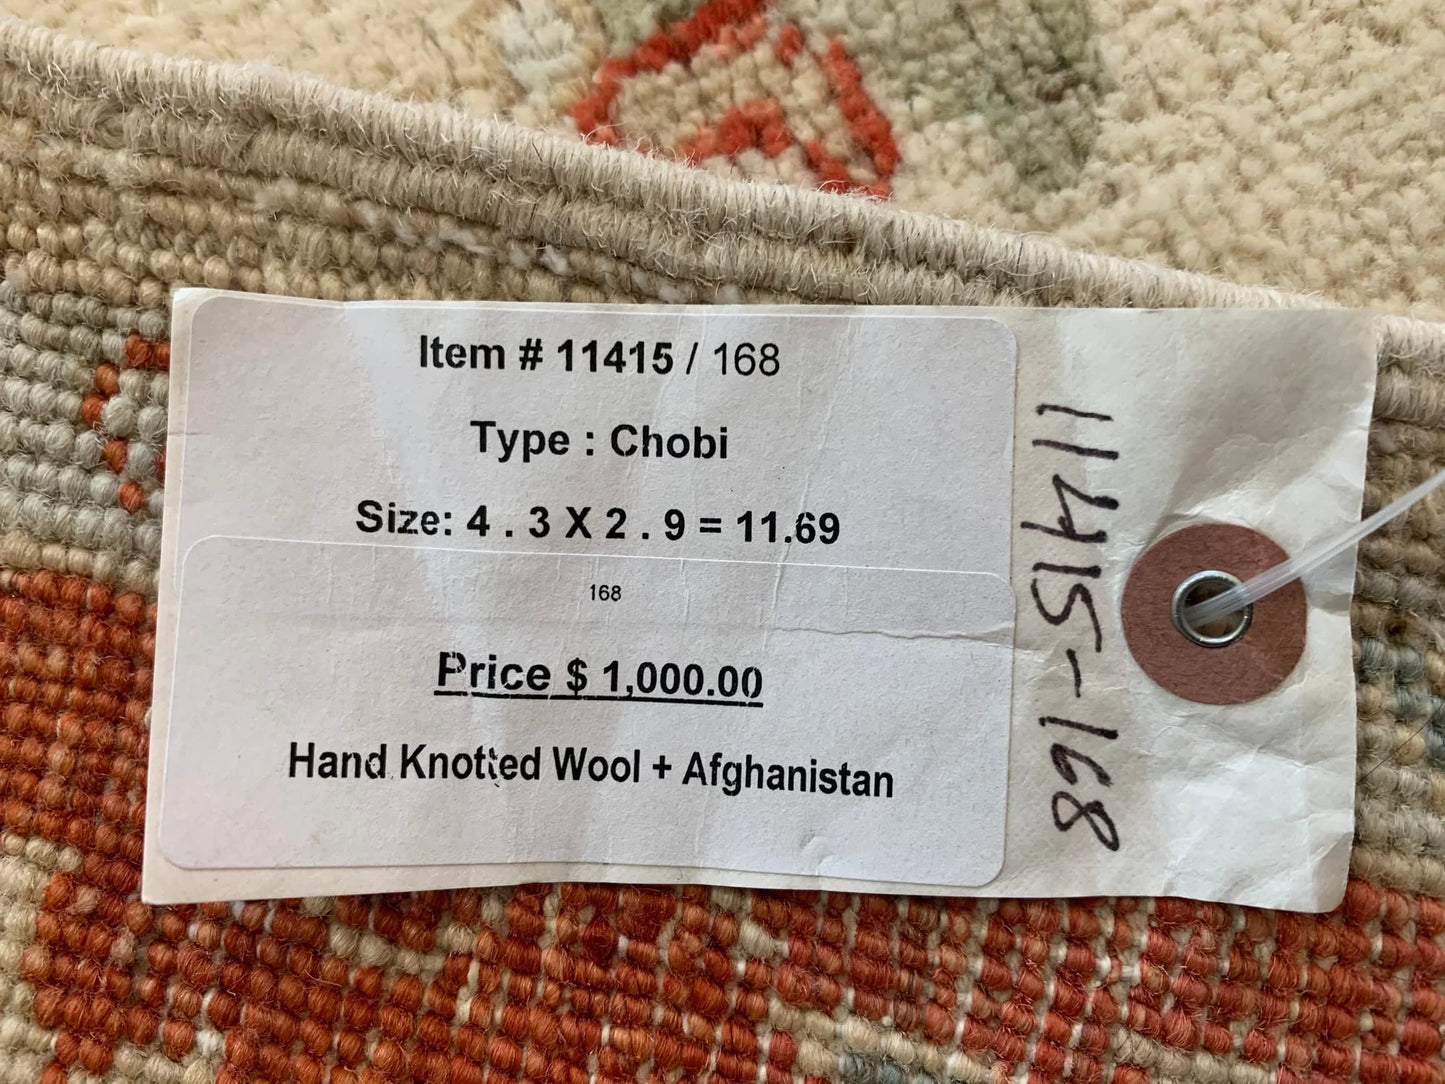 Item # 11415 / 168
Type : Chobi
Size: 4 . 3 X 2 . 9 = 11.69
168
Price $ 1,000.00
Hand Knotted Wool + Afghanistan
11415-168